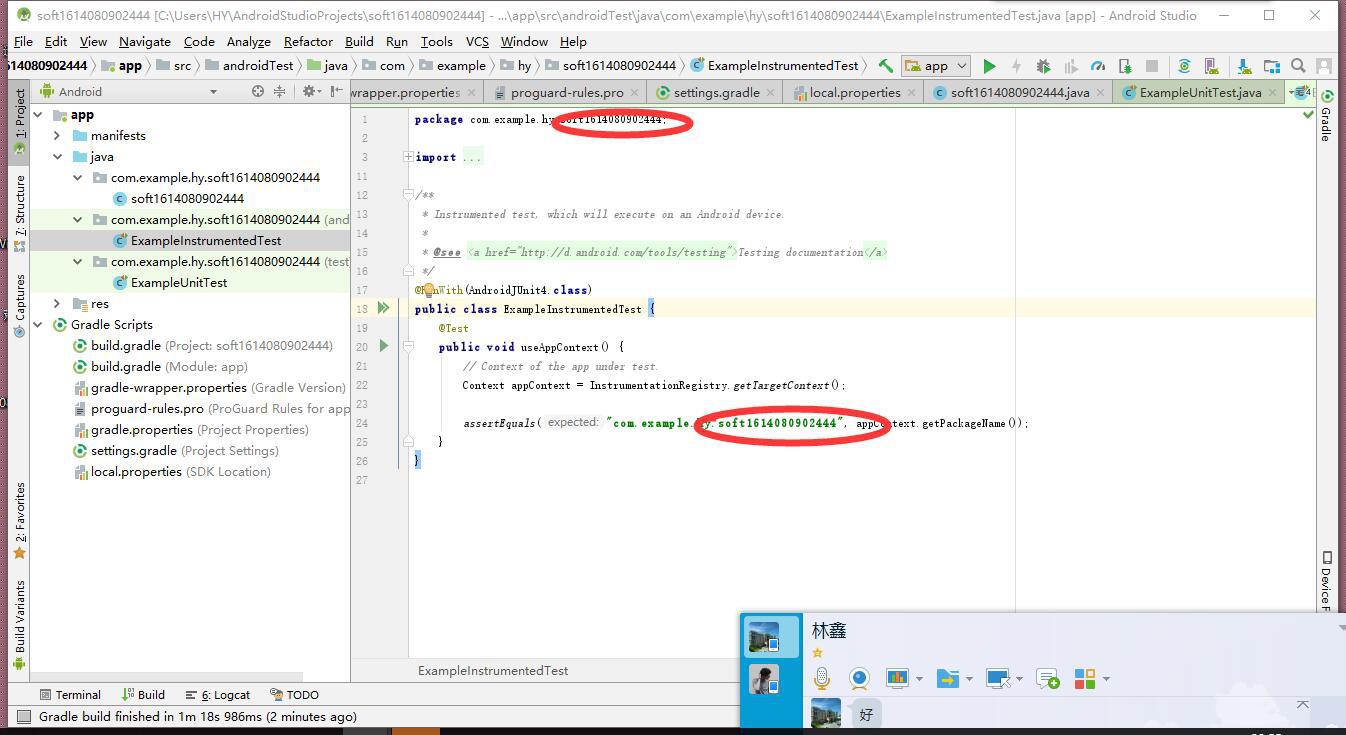 soft1614080902444 [C:\Users\HY\AndroidStudioProjects\soft1614080902444] - ...\app\src\androidTest\java\com\example\hy\soft1614080902444\ExampleInstrumentedTest.java [app] - Android Studio
File Edit View Navigate Code Analyze Refactor Build Run Tools VCS Window Help
614080902444 app src androidTest java com example hy soft1614080902444 ExampleInstrumentedTest app
Android
wrapper.properties proguard-rules.pro settings.gradle local.properties soft1614080902444.java ExampleUnitTest.java
1: Project
7: Structure
Captures
2: Favorites
Build Variants
app
manifests
java
com.example.hy.soft1614080902444
soft1614080902444
com.example.hy.soft1614080902444 (and
ExampleInstrumentedTest
com.example.hy.soft1614080902444 (test
ExampleUnitTest
res
Gradle Scripts
build.gradle (Project: soft1614080902444)
build.gradle (Module: app)
gradle-wrapper.properties (Gradle Version)
proguard-rules.pro (ProGuard Rules for app
gradle.properties (Project Properties)
settings.gradle (Project Settings)
local.properties (SDK Location)
1 package com.example.hy.soft1614080902444;
2
3 import ...
11
12 /**
13 * Instrumented test, which will execute on an Android device.
14 *
15 * @see <a href="http://d.android.com/tools/testing">Testing documentation</a>
16 */
17 @RunWith(AndroidJUnit4.class)
18 public class ExampleInstrumentedTest {
19 @Test
20 public void useAppContext() {
21 // Context of the app under test.
22 Context appContext = InstrumentationRegistry.getTargetContext();
23
24 assertEquals( expected: "com.example.hy.soft1614080902444", appContext.getPackageName());
25 }
26 }
27
ExampleInstrumentedTest
Gradle
Device F
Terminal Build 6: Logcat TODO
Gradle build finished in 1m 18s 986ms (2 minutes ago)
林鑫
好